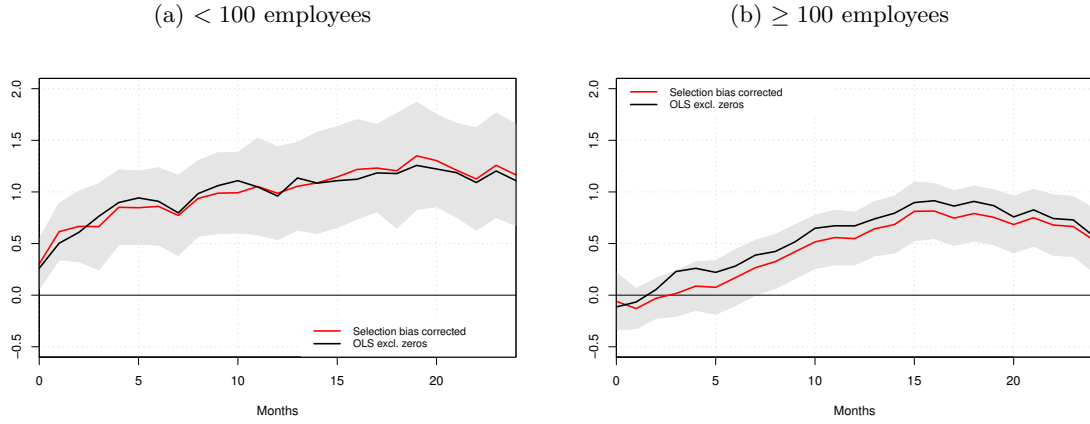 (a) < 100 employees
(b) ≥ 100 employees
2.0
1.5
1.0
0.5
0.0
−0.5
Selection bias corrected
OLS excl. zeros
0 5 10 15 20
Months
2.0
1.5
1.0
0.5
0.0
−0.5
Selection bias corrected
OLS excl. zeros
0 5 10 15 20
Months